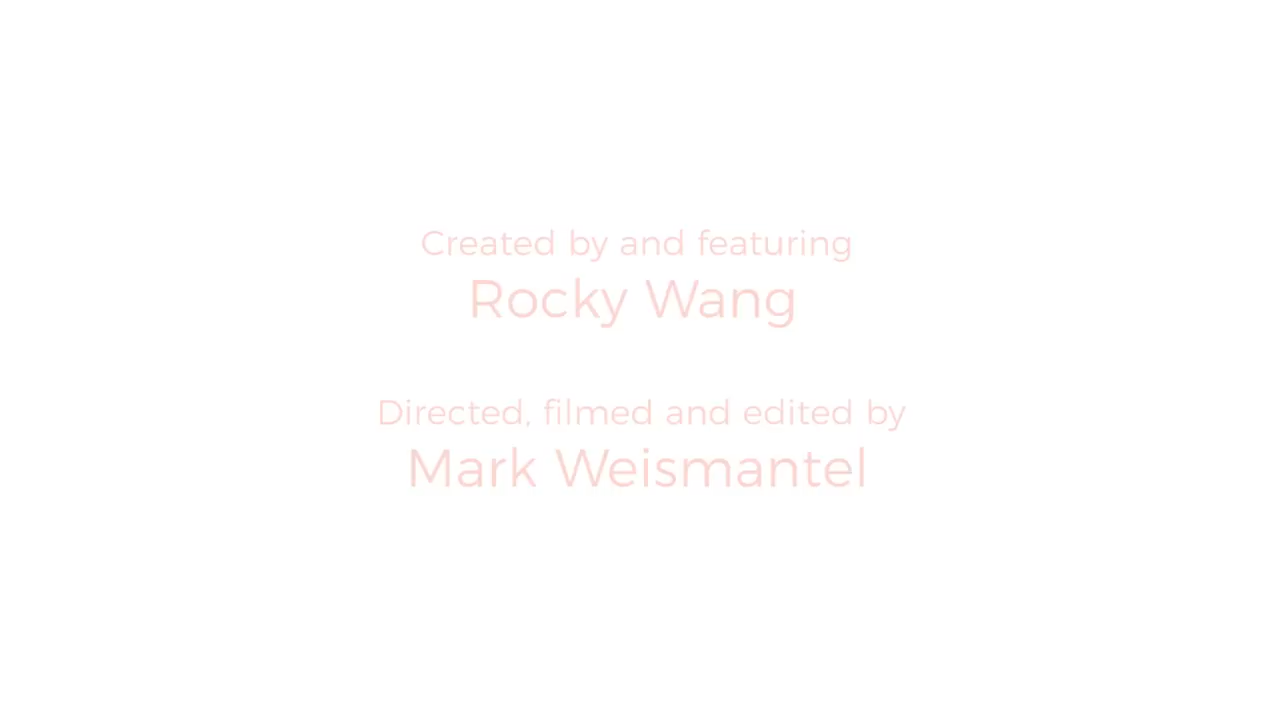 Created by and featuring
Rocky Wang
Directed, filmed and edited by
Mark Weismantel